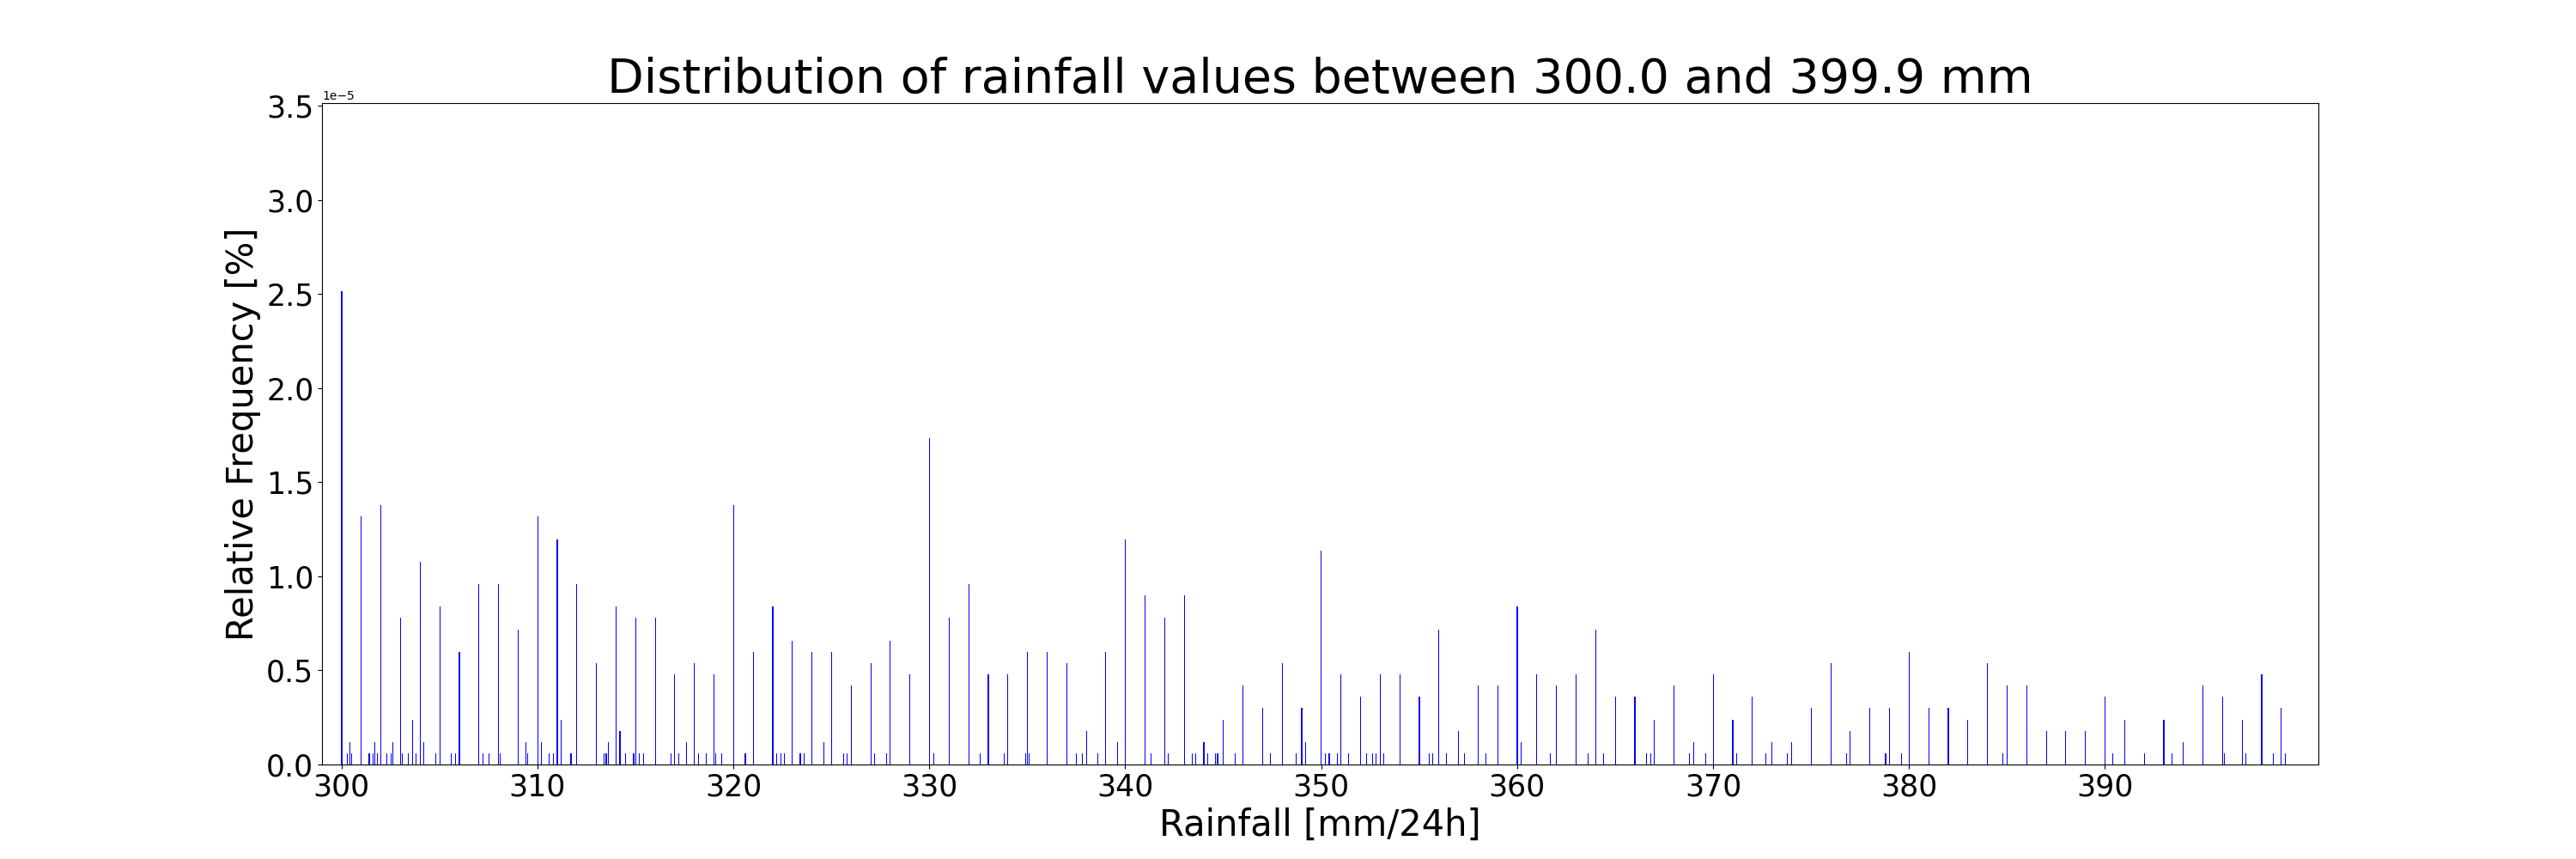 Distribution of rainfall values between 300.0 and 399.9 mm
1e−5
3.5
3.0
2.5
2.0
1.5
1.0
0.5
0.0
Relative Frequency [%]
300 310 320 330 340 350 360 370 380 390
Rainfall [mm/24h]